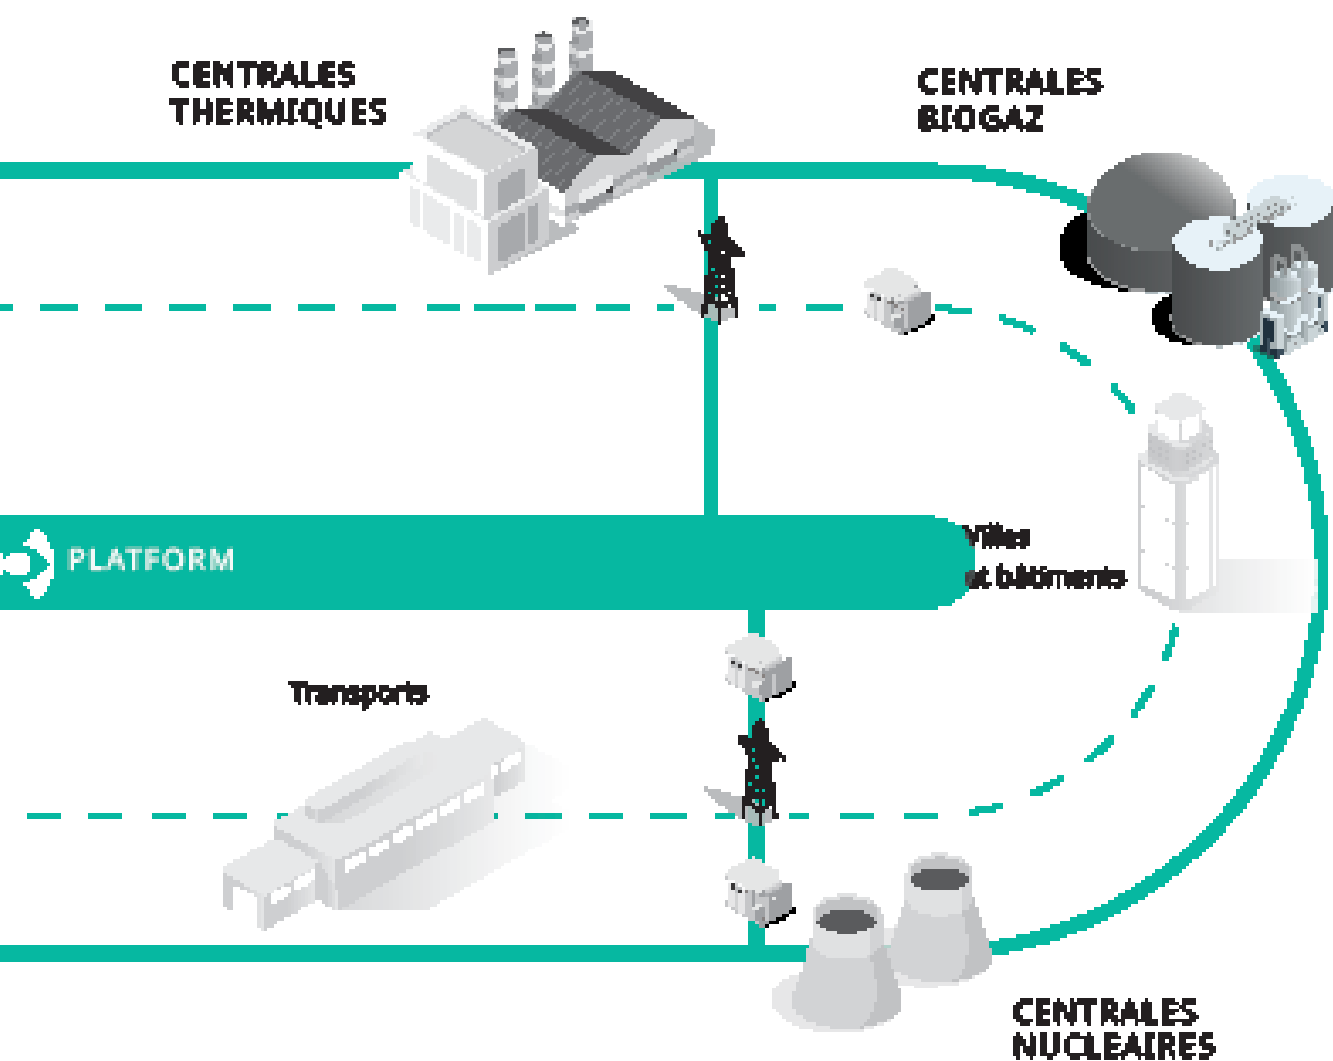 CENTRALES
THERMIQUES
CENTRALES
BIOGAZ
PLATFORM
Villes
et bâtiments
Transports
CENTRALES
NUCLEAIRES